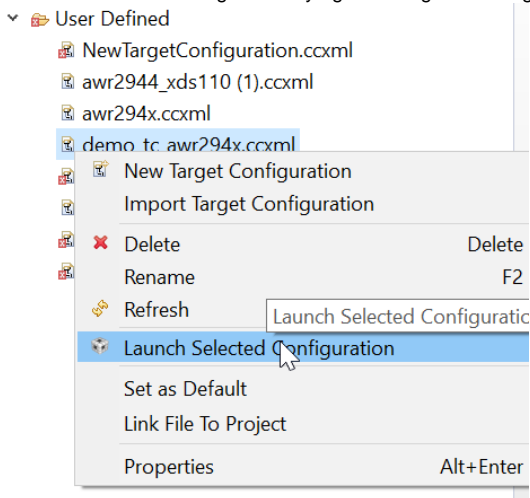 User Defined
NewTargetConfiguration.ccxml
awr2944_xds110 (1).ccxml
awr294x.ccxml
demo_tc_awr294x.ccxml
New Target Configuration
Import Target Configuration
Delete Delete
Rename F2
Refresh
Launch Selected Configuratio
Launch Selected Configuration
Set as Default
Link File To Project
Properties Alt+Enter